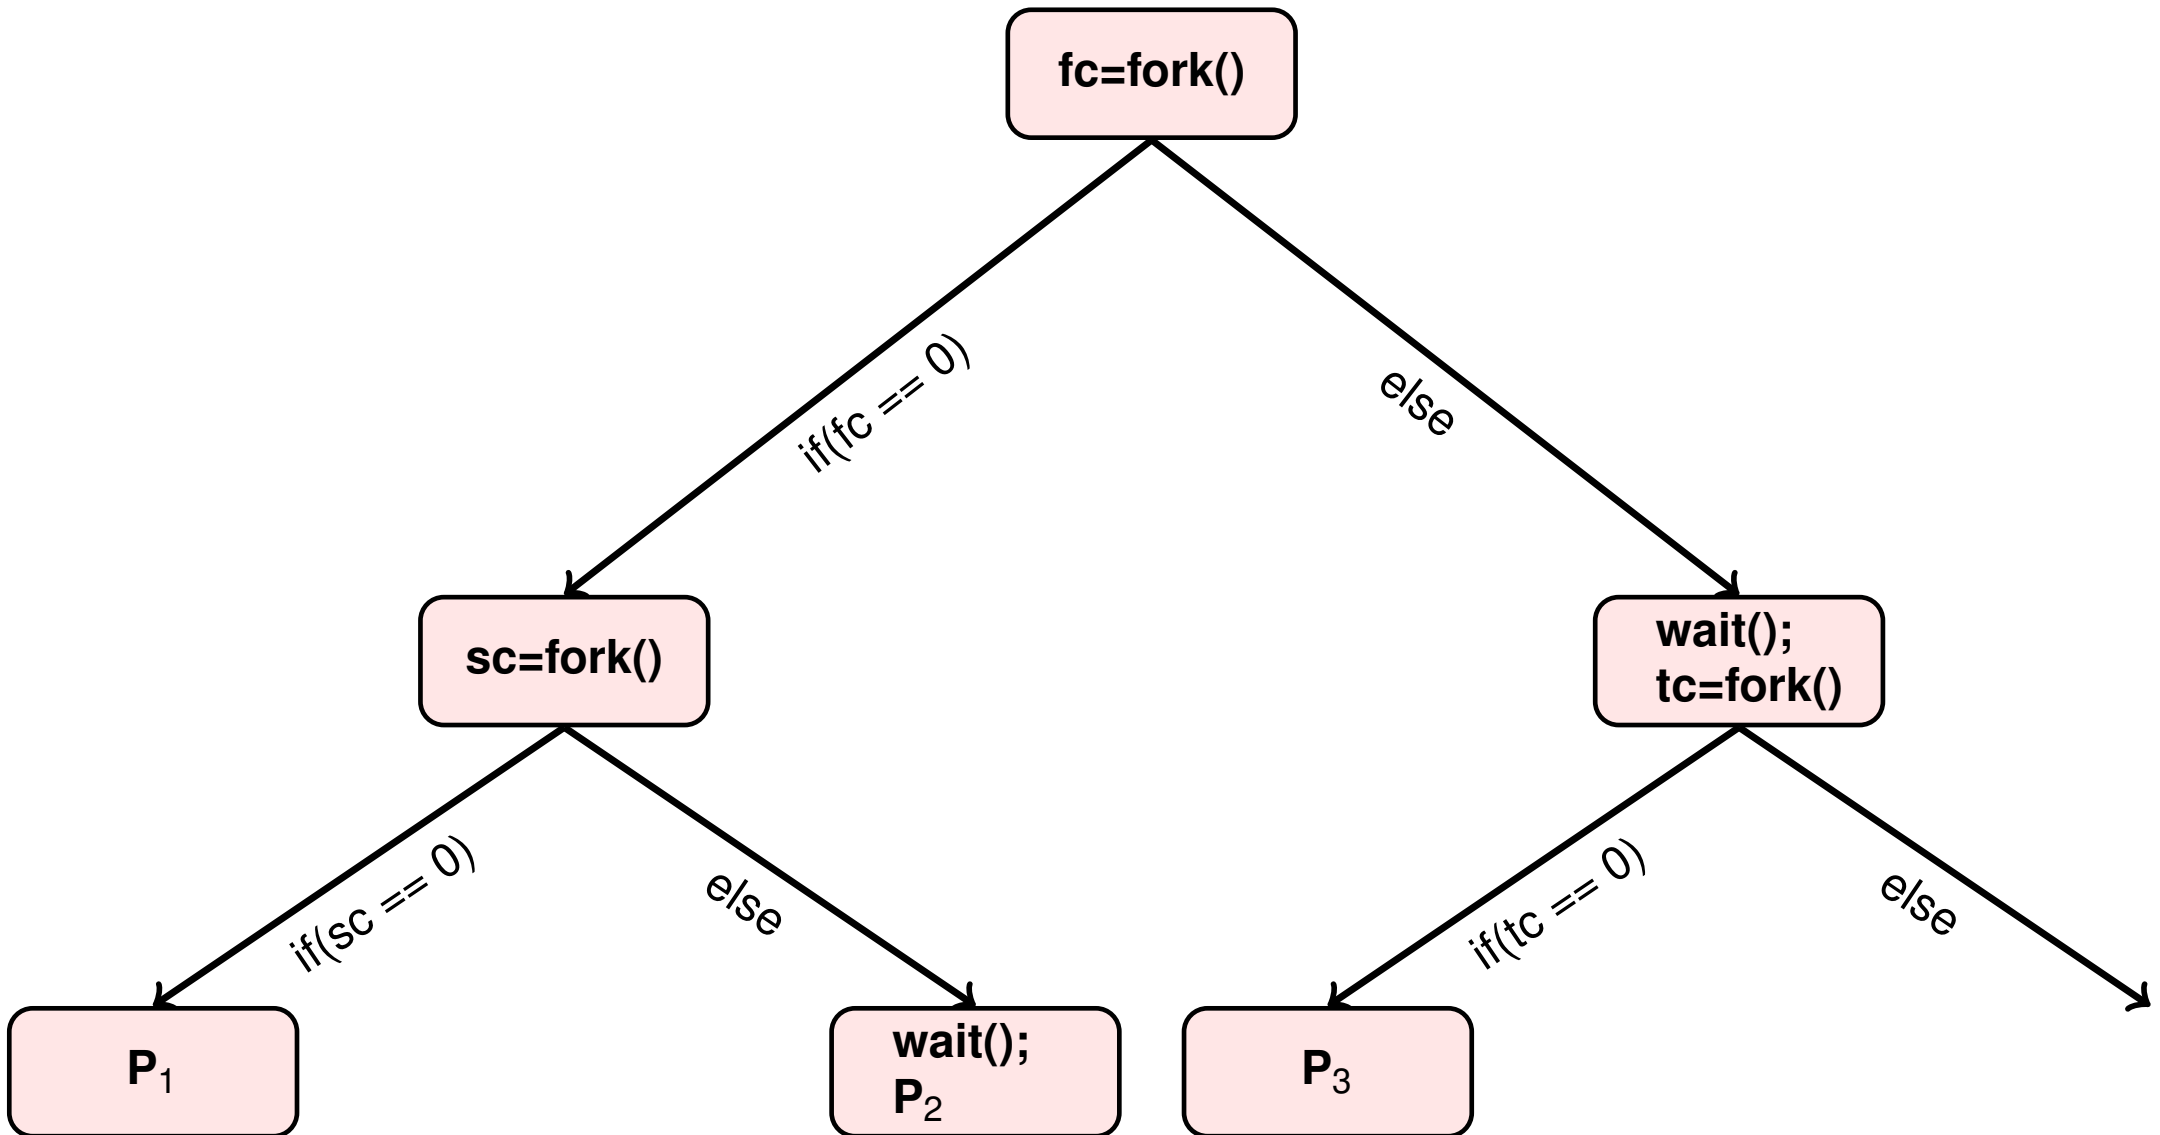 fc=fork()
if(fc == 0)
else
sc=fork()
wait();
tc=fork()
if(sc == 0)
else
if(tc == 0)
else
P1
wait();
P2
P3